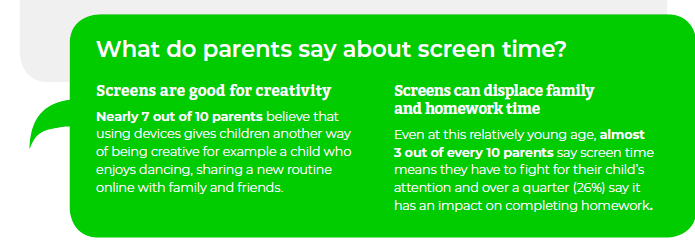 What do parents say about screen time?
Screens are good for creativity
Nearly 7 out of 10 parents believe that
using devices gives children another way
of being creative for example a child who
enjoys dancing, sharing a new routine
online with family and friends.
Screens can displace family
and homework time
Even at this relatively young age, almost
3 out of every 10 parents say screen time
means they have to fight for their child's
attention and over a quarter (26%) say it
has an impact on completing homework.